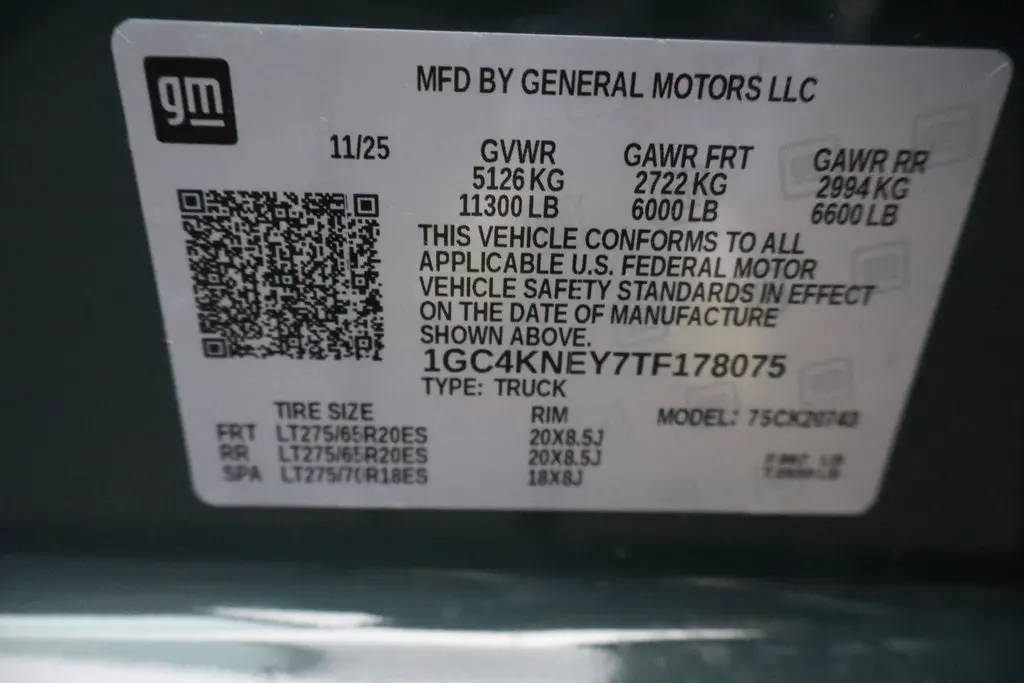 gm
MFD BY GENERAL MOTORS LLC
11/25 GVWR GAWR FRT GAWR RR
5126 KG 2722 KG 2994 KG
11300 LB 6000 LB 6600 LB
THIS VEHICLE CONFORMS TO ALL
APPLICABLE U.S. FEDERAL MOTOR
VEHICLE SAFETY STANDARDS IN EFFECT
ON THE DATE OF MANUFACTURE
SHOWN ABOVE.
1GC4KNEY7TF178075
TYPE: TRUCK
TIRE SIZE RIM MODEL:
FRT LT275/65R20ES 20X8.5J
RR LT275/65R20ES 20X8.5J
SPA LT275/70R18ES 18X8J